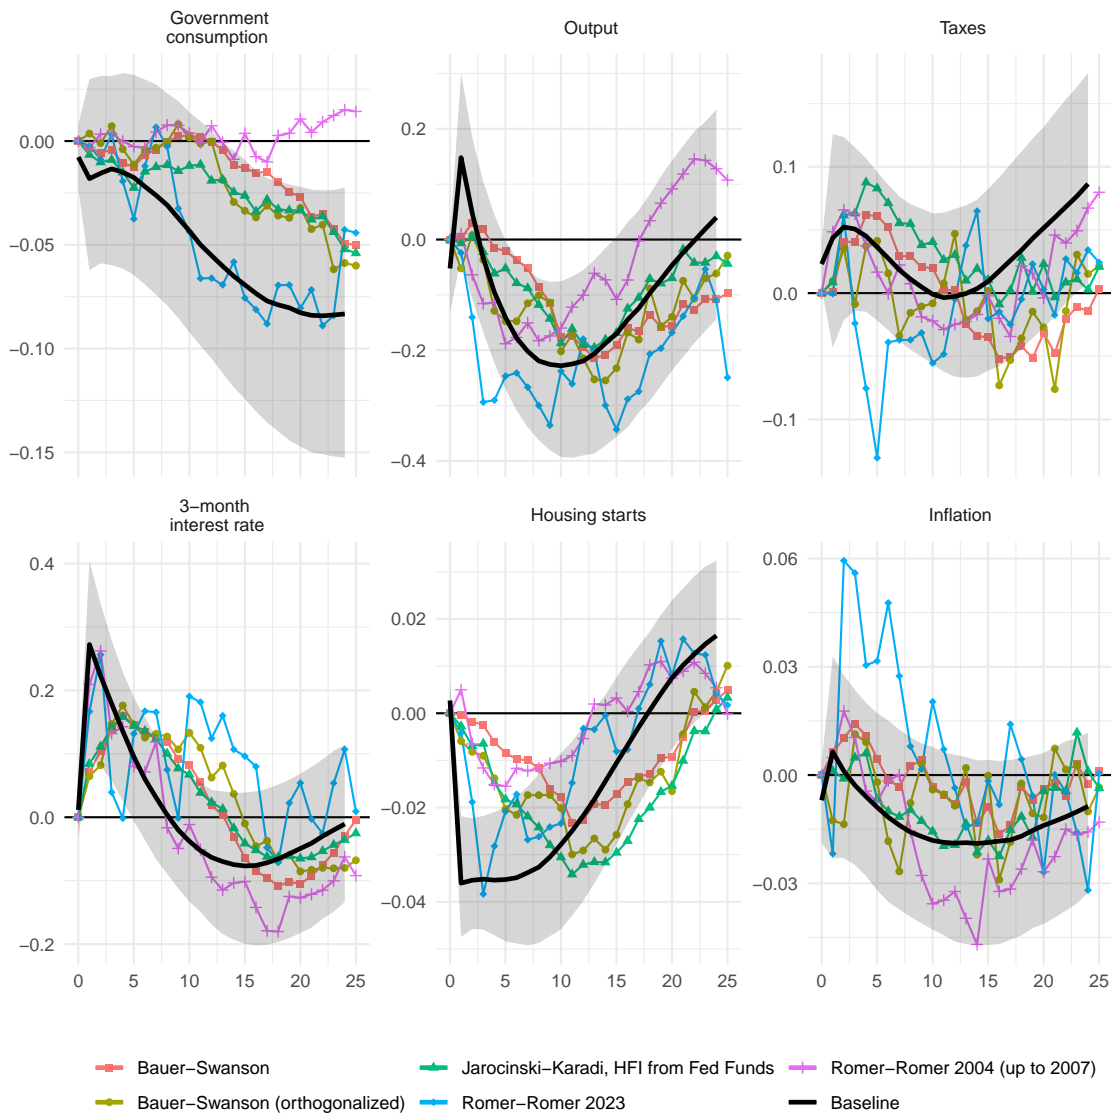 Government
consumption
Output
Taxes
0.00
−0.05
−0.10
−0.15
0.2
0.0
−0.2
−0.4
0.1
0.0
−0.1
3−month
interest rate
Housing starts
Inflation
0.4
0.2
0.0
−0.2
0.02
0.00
−0.02
−0.04
0.06
0.03
0.00
−0.03
0 5 10 15 20 25
0 5 10 15 20 25
0 5 10 15 20 25
Bauer−Swanson
Jarocinski−Karadi, HFI from Fed Funds
Romer−Romer 2004 (up to 2007)
Bauer−Swanson (orthogonalized)
Romer−Romer 2023
Baseline